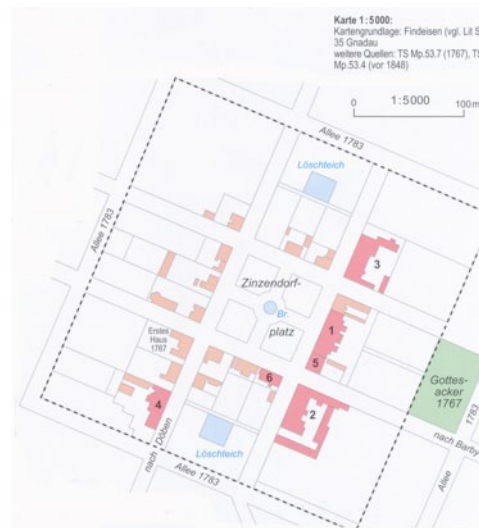 Karte 1:5000:
Kartengrundlage: Findeisen (vgl. Lit S
35 Gnadau
weitere Quellen: TS Mp.53.7 (1767), TS
Mp.53.4 (vor 1848)
0 1:5000 100m
Allee 1783
Löschteich
Allee 1783
3
Zinzendorf-
Br.
platz
1
Erstes
Haus
1767
5
6
Gottes-
acker
1767
4
2
1783
nach Barby
Löschteich
nach Döben
Allee
Allee 1783